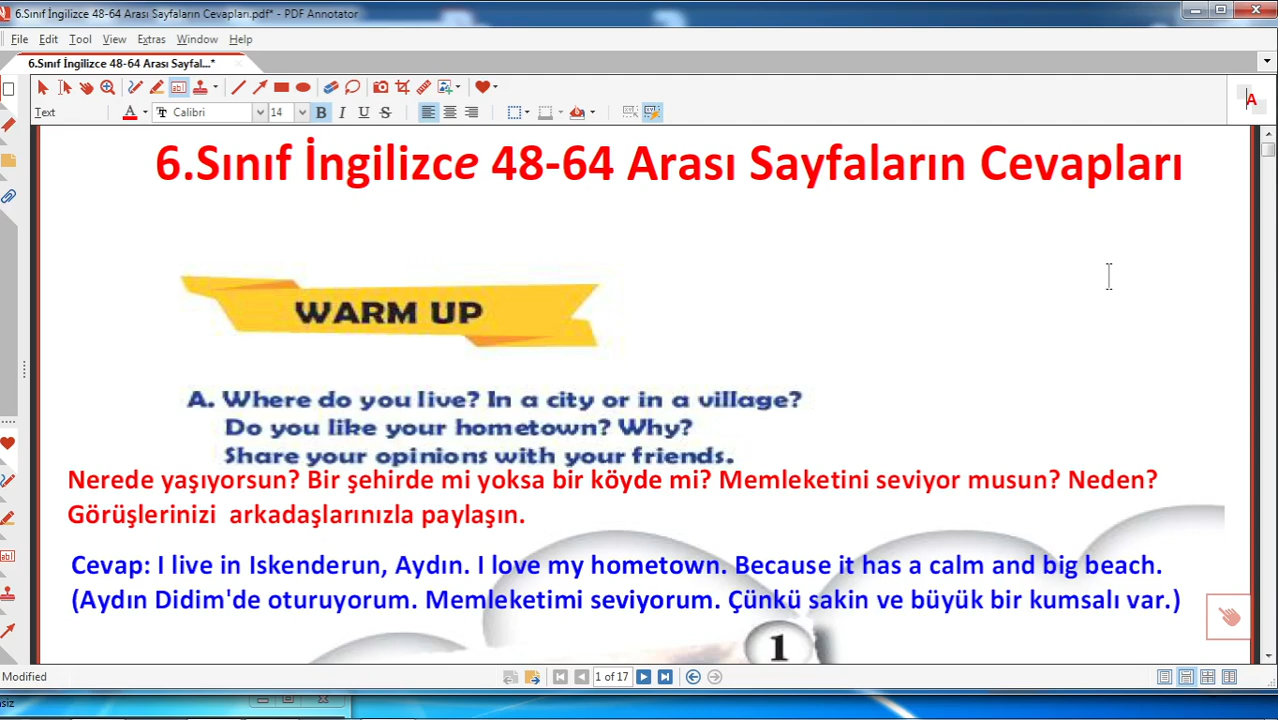 6.Sınıf İngilizce 48-64 Arası Sayfaların Cevapları.pdf* - PDF Annotator
File Edit Tool View Extras Window Help
6.Sınıf İngilizce 48-64 Arası Sayfal...*
Text Calibri 14 B I U S
A
6.Sınıf İngilizce 48-64 Arası Sayfaların Cevapları
WARM UP
A. Where do you live? In a city or in a village?
Do you like your hometown? Why?
Share your opinions with your friends.
Nerede yaşıyorsun? Bir şehirde mi yoksa bir köyde mi? Memleketini seviyor musun? Neden?
Görüşlerinizi arkadaşlarınızla paylaşın.
Cevap: I live in Iskenderun, Aydın. I love my hometown. Because it has a calm and big beach.
(Aydın Didim'de oturuyorum. Memleketimi seviyorum. Çünkü sakin ve büyük bir kumsalı var.)
1
Modified 1 of 17